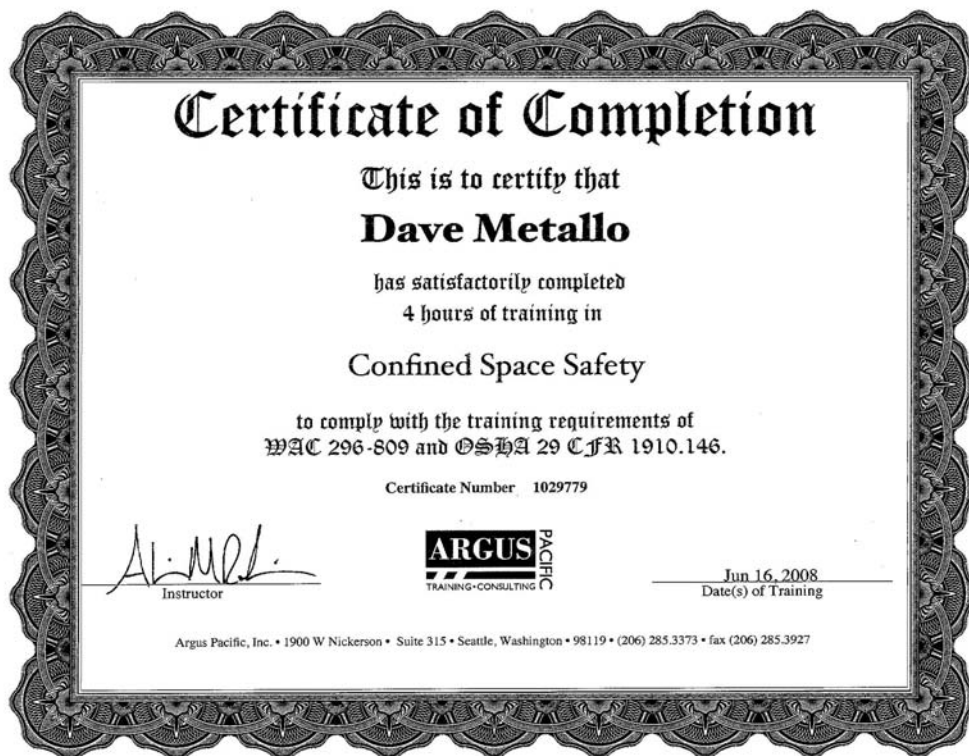 Certificate of Completion
This is to certify that
Dave Metallo
has satisfactorily completed
4 hours of training in
Confined Space Safety
to comply with the training requirements of
WAC 296-809 and OSHA 29 CFR 1910.146.
Certificate Number 1029779
ARGUS
PACIFIC
TRAINING•CONSULTING
Instructor
Jun 16, 2008
Date(s) of Training
Argus Pacific, Inc. • 1900 W Nickerson • Suite 315 • Seattle, Washington • 98119 • (206) 285.3373 • fax (206) 285.3927